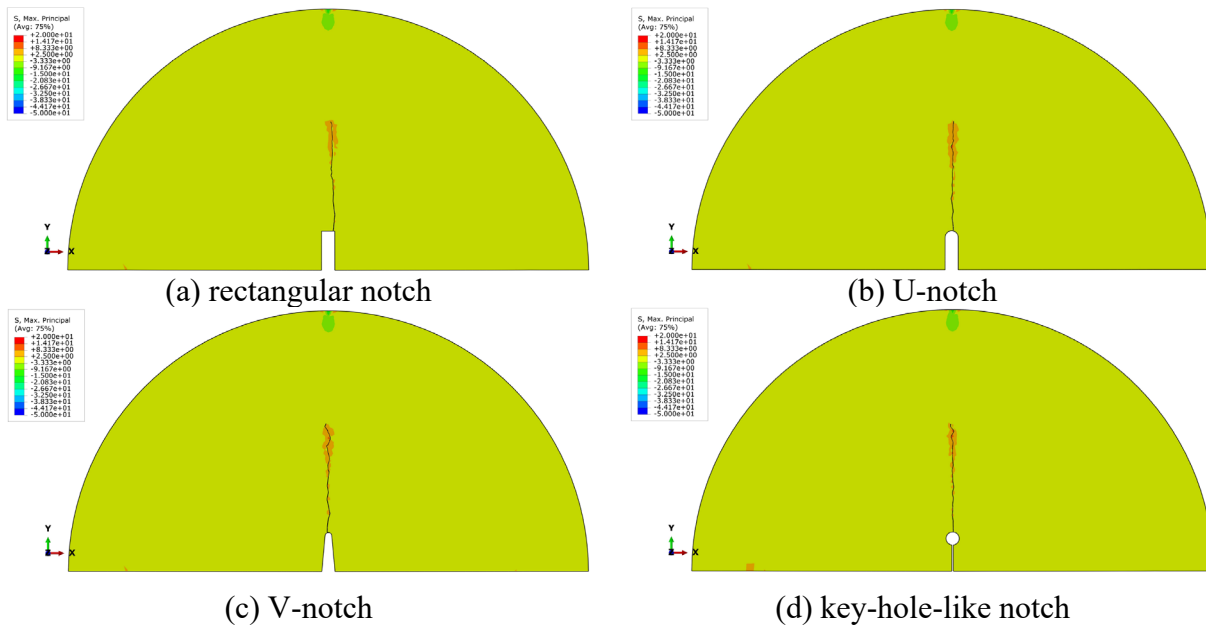 S, Max. Principal
(Avg: 75%)
+2.000e+01
+1.417e+01
+8.333e+00
+2.500e+00
-3.333e+00
-9.167e+00
-1.500e+01
-2.083e+01
-2.667e+01
-3.250e+01
-3.833e+01
-4.417e+01
-5.000e+01
Y
Z X
(a) rectangular notch
S, Max. Principal
(Avg: 75%)
+2.000e+01
+1.417e+01
+8.333e+00
+2.500e+00
-3.333e+00
-9.167e+00
-1.500e+01
-2.083e+01
-2.667e+01
-3.250e+01
-3.833e+01
-4.417e+01
-5.000e+01
Y
Z X
(b) U-notch
S, Max. Principal
(Avg: 75%)
+2.000e+01
+1.417e+01
+8.333e+00
+2.500e+00
-3.333e+00
-9.167e+00
-1.500e+01
-2.083e+01
-2.667e+01
-3.250e+01
-3.833e+01
-4.417e+01
-5.000e+01
Y
Z X
(c) V-notch
S, Max. Principal
(Avg: 75%)
+2.000e+01
+1.417e+01
+8.333e+00
+2.500e+00
-3.333e+00
-9.167e+00
-1.500e+01
-2.083e+01
-2.667e+01
-3.250e+01
-3.833e+01
-4.417e+01
-5.000e+01
Y
Z X
(d) key-hole-like notch